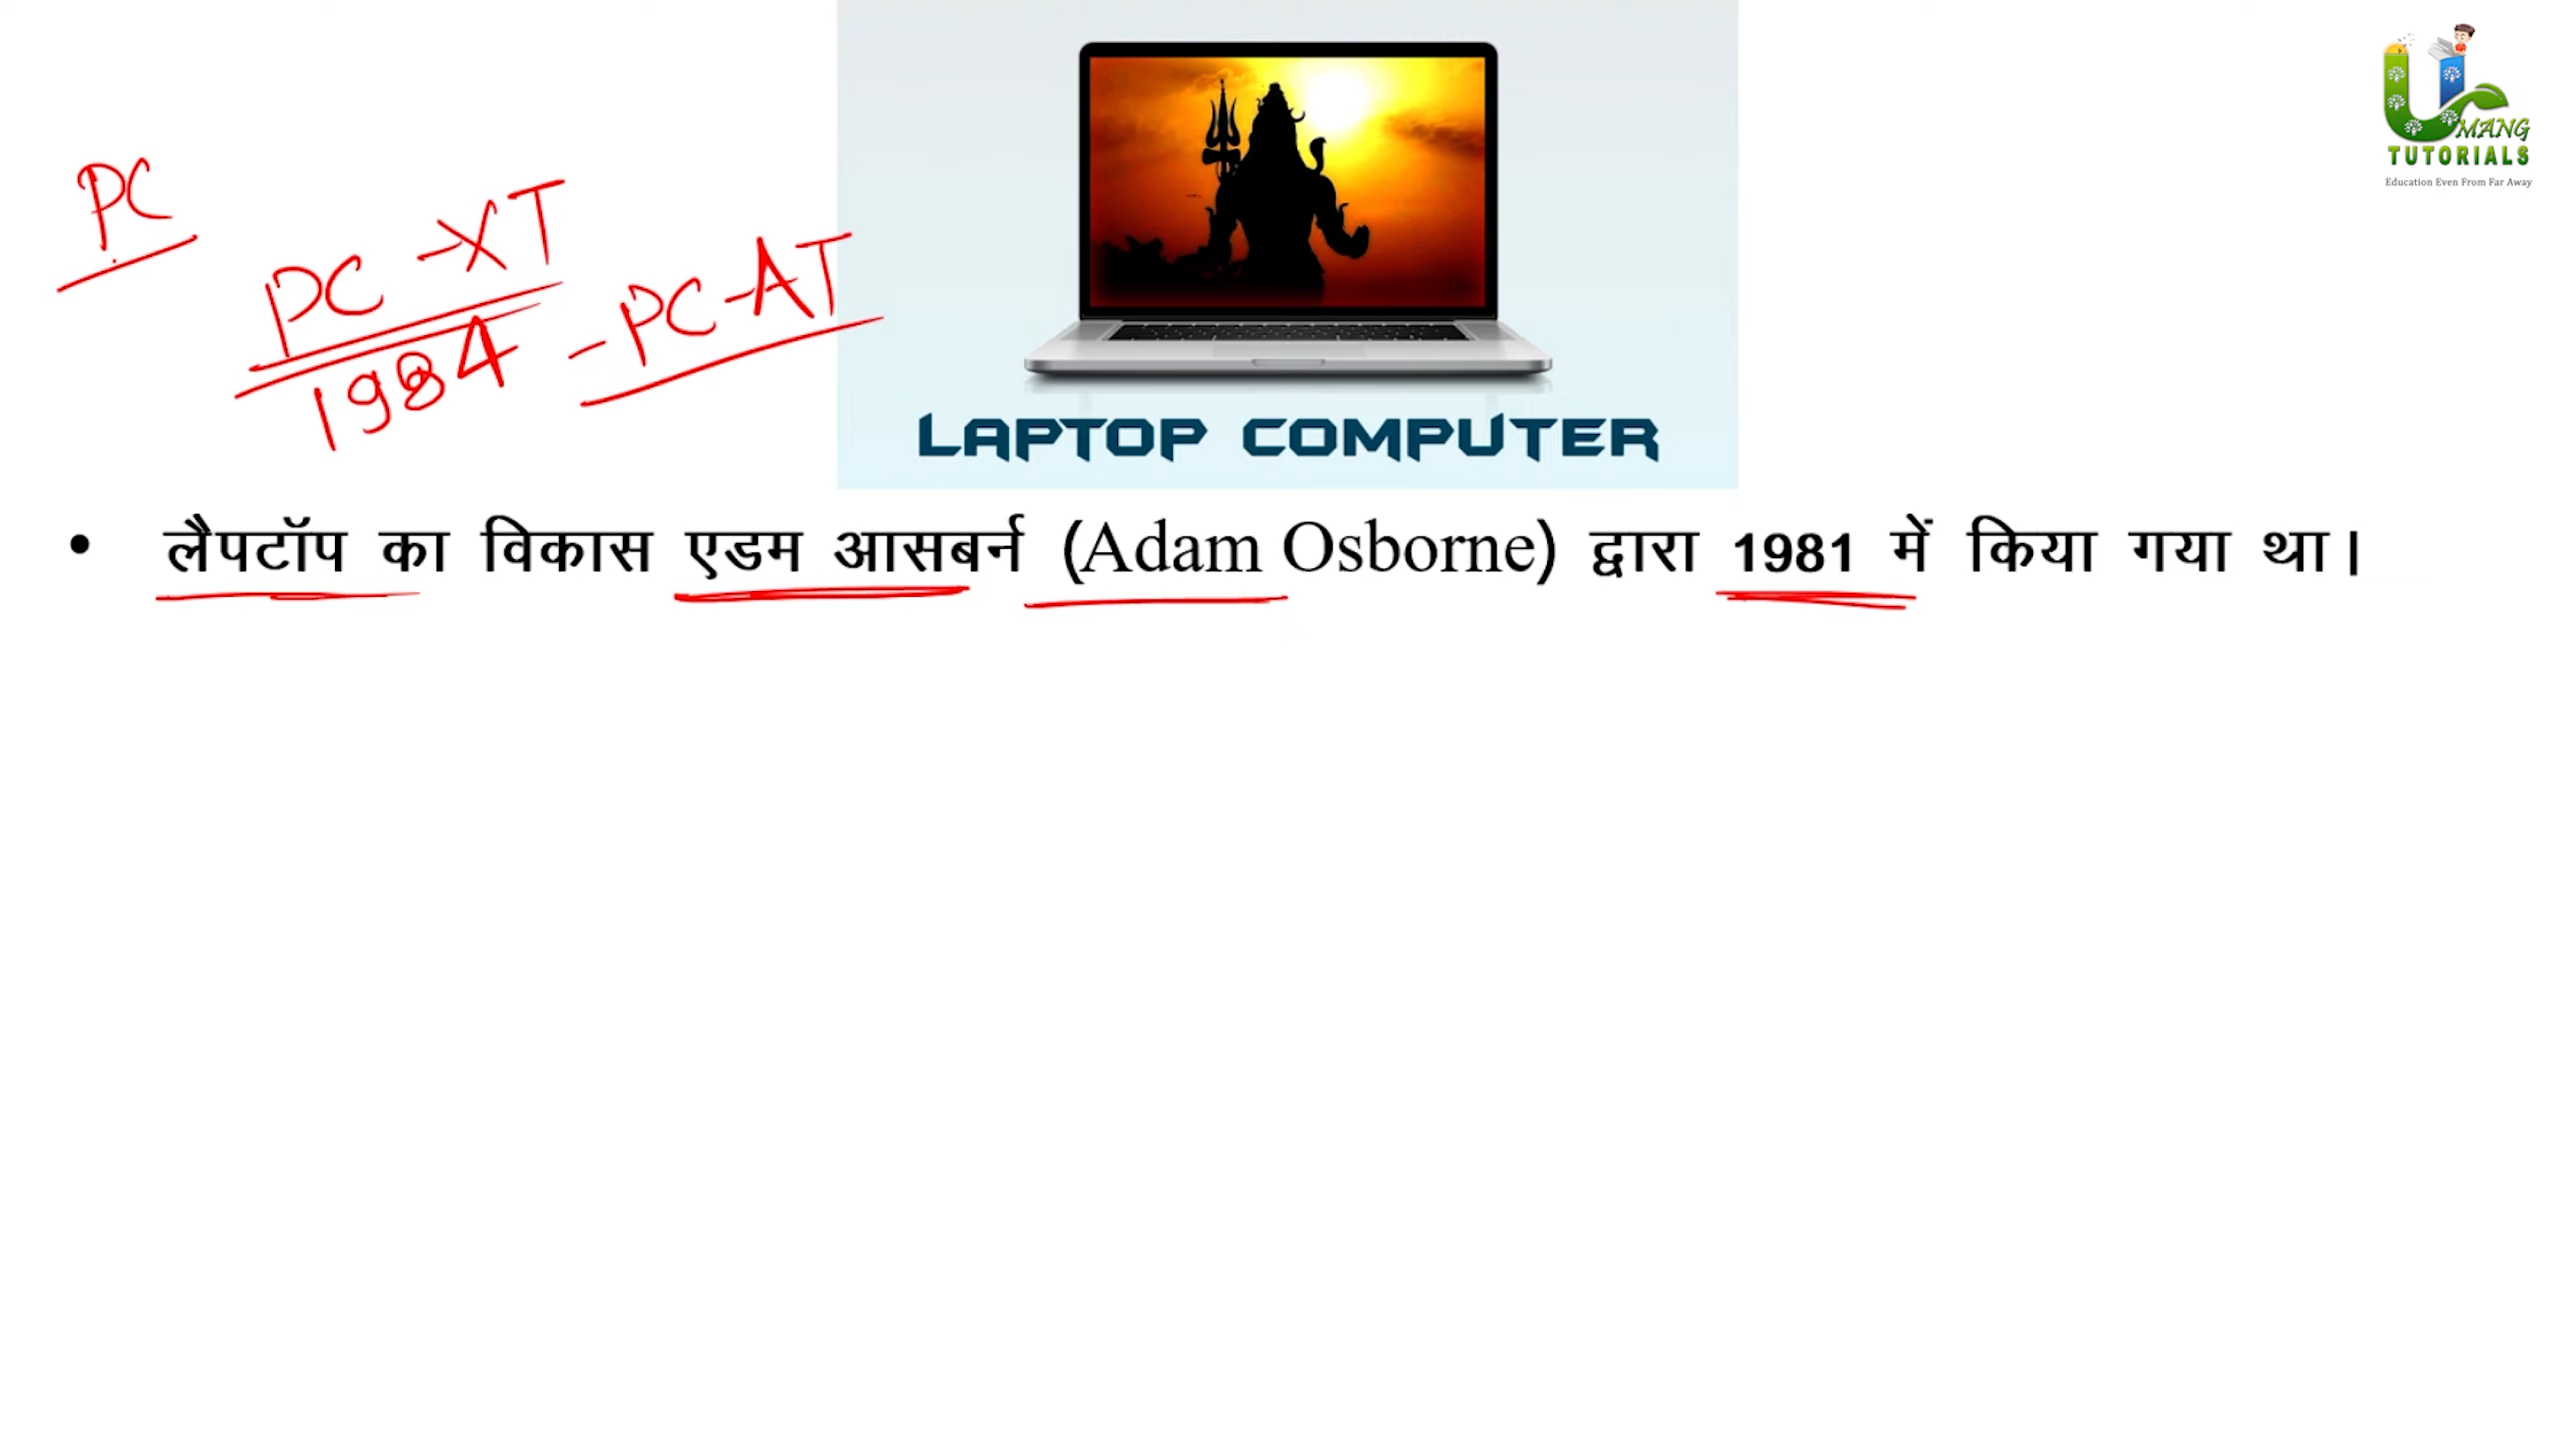 MANG
TUTORIALS
Education Even From Far Away
PC
PC-XT
1984 - PC-AT
LAPTOP COMPUTER
• लैपटॉप का विकास एडम आसबर्न (Adam Osborne) द्वारा 1981 में किया गया था।